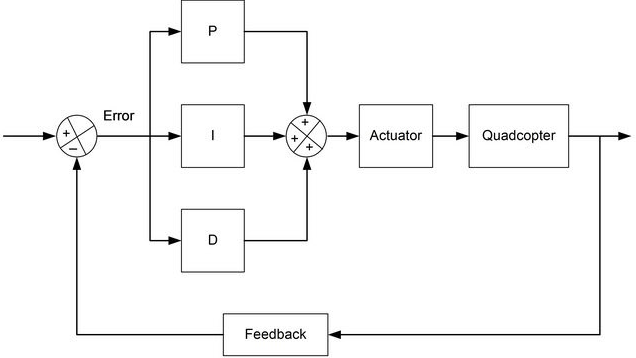 P
Error
+
−
I
+
+
+
Actuator
Quadcopter
D
Feedback